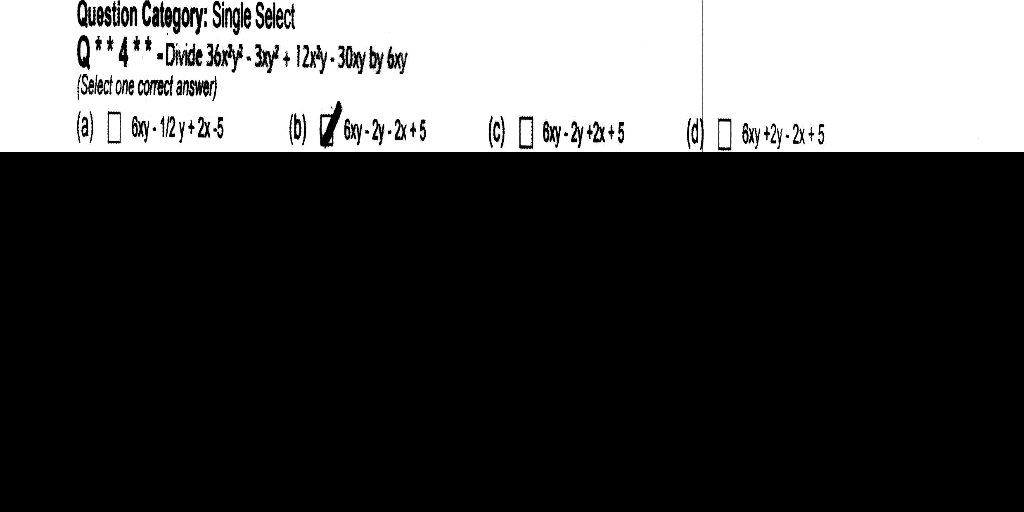 Question Category: Single Select
Q * * 4 * * - Divide 36x²y² - 3xy² + 12x²y - 30xy by 6xy
(Select one correct answer)
(a) ☐ 6xy - 1/2 y + 2x -5 (b) ☑ 6xy - 2y - 2x + 5 (c) ☐ 6xy - 2y +2x + 5 (d) ☐ 6xy +2y - 2x + 5